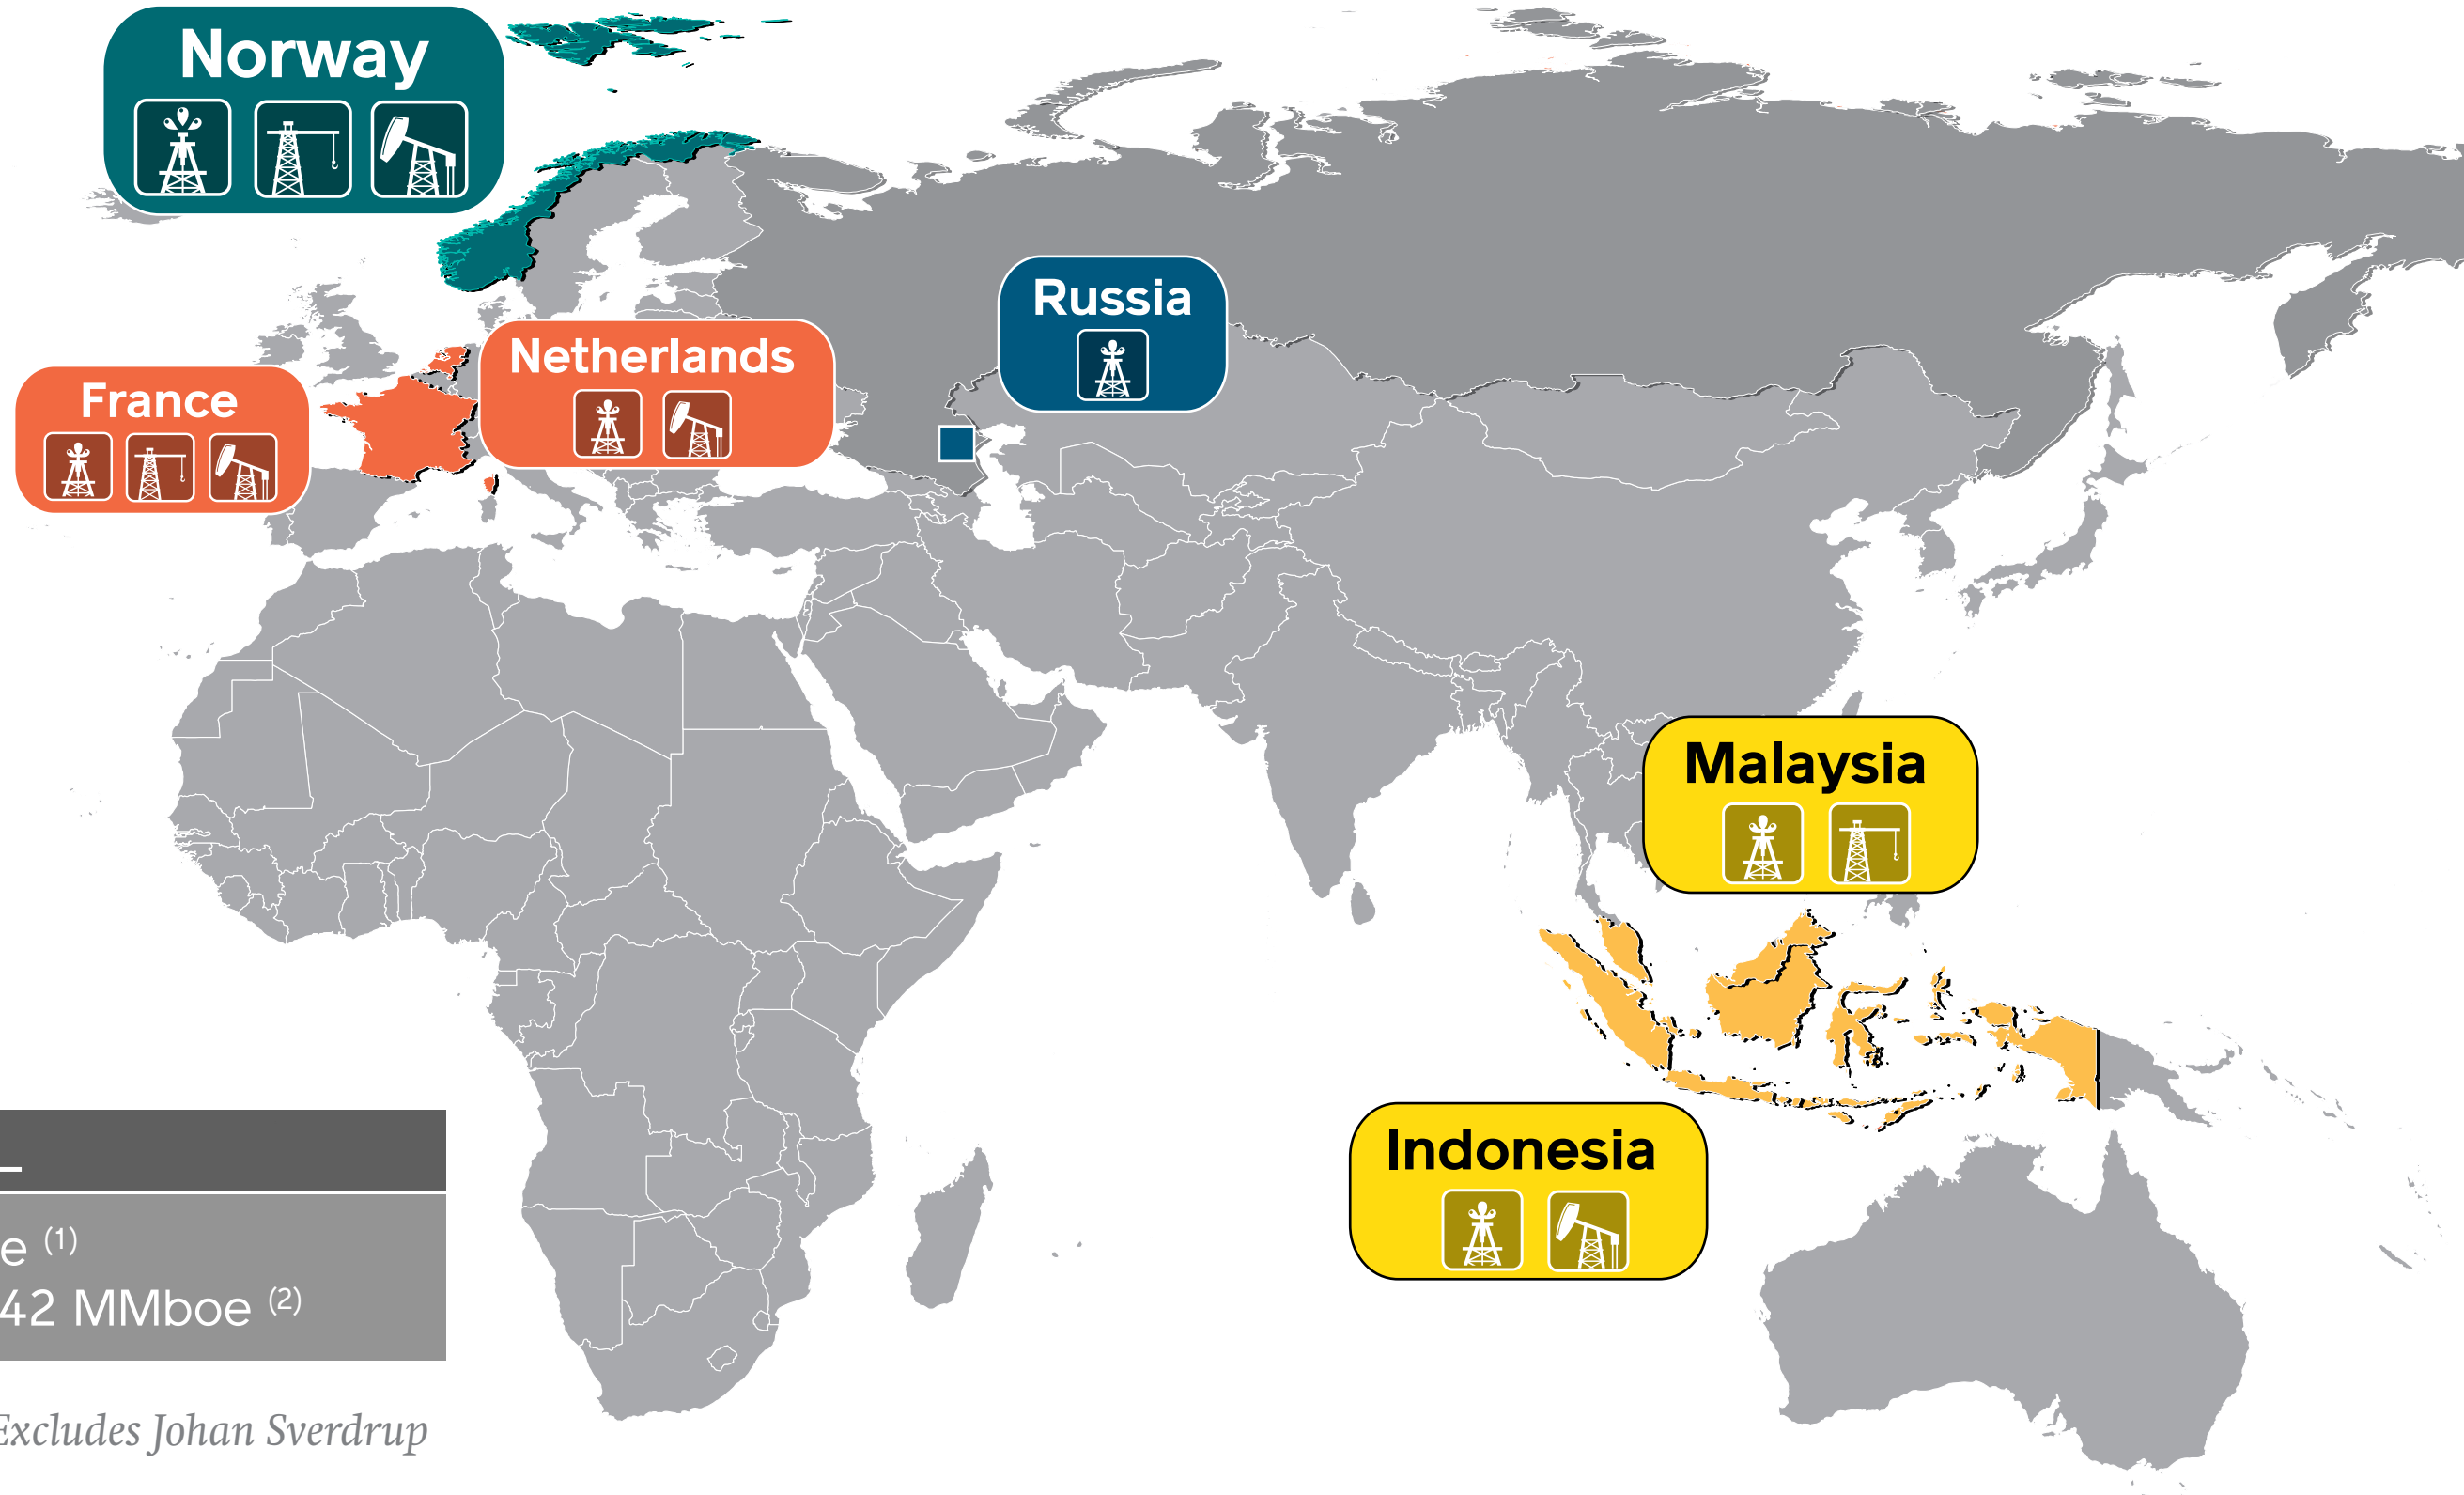 Norway
Russia
Netherlands
France
Malaysia
Indonesia
e (1)
42 MMboe (2)
Excludes Johan Sverdrup